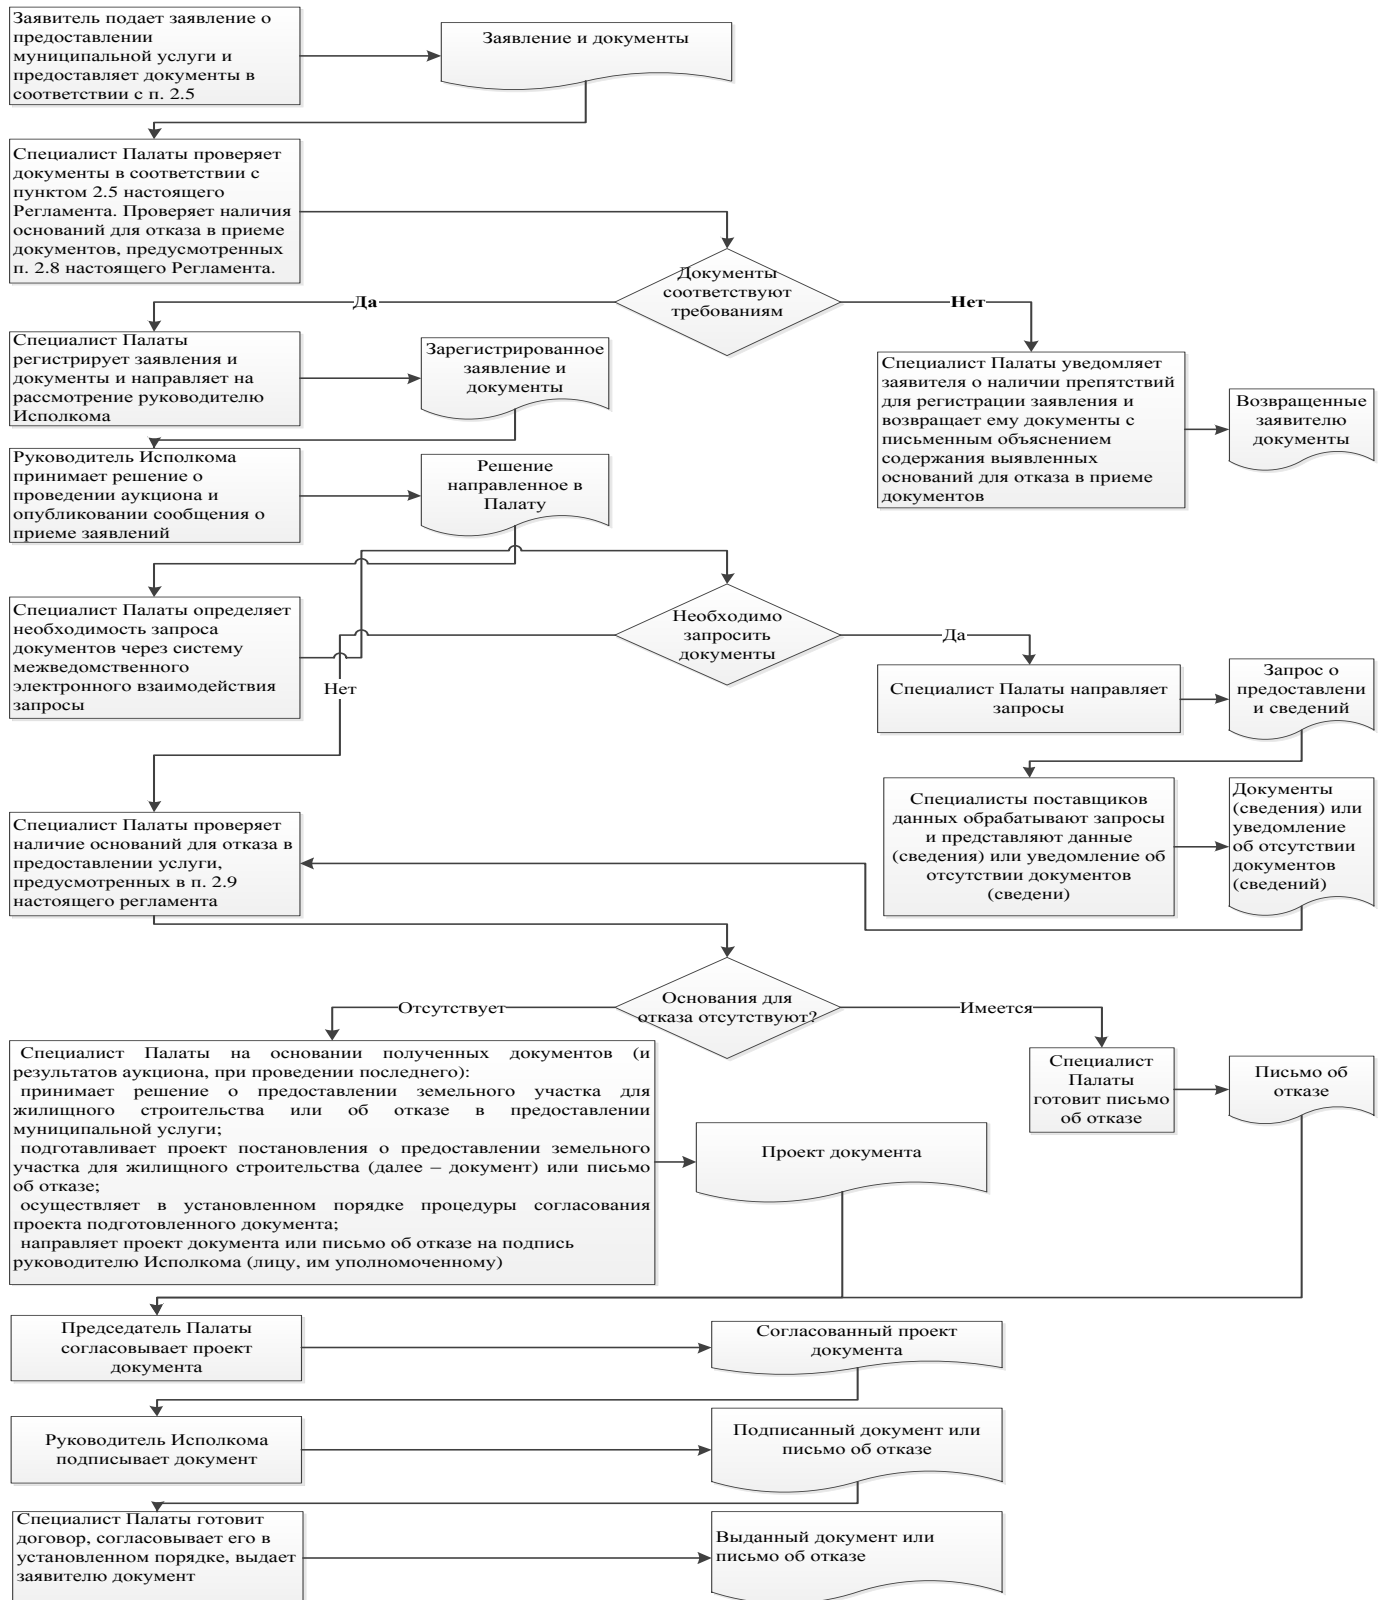 Заявитель подает заявление о
предоставлении
муниципальной услуги и
предоставляет документы в
соответствии с п. 2.5
Заявление и документы
Специалист Палаты проверяет
документы в соответствии с
пунктом 2.5 настоящего
Регламента. Проверяет наличия
оснований для отказа в приеме
документов, предусмотренных
п. 2.8 настоящего Регламента.
Документы
соответствуют
требованиям
Да
Нет
Специалист Палаты
регистрирует заявления и
документы и направляет на
рассмотрение руководителю
Исполкома
Зарегистрированное
заявление и
документы
Специалист Палаты уведомляет
заявителя о наличии препятствий
для регистрации заявления и
возвращает ему документы с
письменным объяснением
содержания выявленных
оснований для отказа в приеме
документов
Возвращенные
заявителю
документы
Руководитель Исполкома
принимает решение о
проведении аукциона и
опубликовании сообщения о
приеме заявлений
Решение
направленное в
Палату
Специалист Палаты определяет
необходимость запроса
документов через систему
межведомственного
электронного взаимодействия
запросы
Необходимо
запросить
документы
Да
Нет
Специалист Палаты направляет
запросы
Запрос о
предоставлени
и сведений
Специалисты поставщиков
данных обрабатывают запросы
и представляют данные
(сведения) или уведомление об
отсутствии документов
(сведени)
Документы
(сведения) или
уведомление
об отсутствии
документов
(сведений)
Специалист Палаты проверяет
наличие оснований для отказа в
предоставлении услуги,
предусмотренных в п. 2.9
настоящего регламента
Основания для
отказа отсутствуют?
Отсутствует
Имеется
Специалист Палаты на основании полученных документов (и
результатов аукциона, при проведении последнего):
принимает решение о предоставлении земельного участка для
жилищного строительства или об отказе в предоставлении
муниципальной услуги;
подготавливает проект постановления о предоставлении земельного
участка для жилищного строительства (далее – документ) или письмо
об отказе;
осуществляет в установленном порядке процедуры согласования
проекта подготовленного документа;
направляет проект документа или письмо об отказе на подпись
руководителю Исполкома (лицу, им уполномоченному)
Проект документа
Специалист
Палаты
готовит письмо
об отказе
Письмо об
отказе
Председатель Палаты
согласовывает проект
документа
Согласованный проект
документа
Руководитель Исполкома
подписывает документ
Подписанный документ или
письмо об отказе
Специалист Палаты готовит
договор, согласовывает его в
установленном порядке, выдает
заявителю документ
Выданный документ или
письмо об отказе